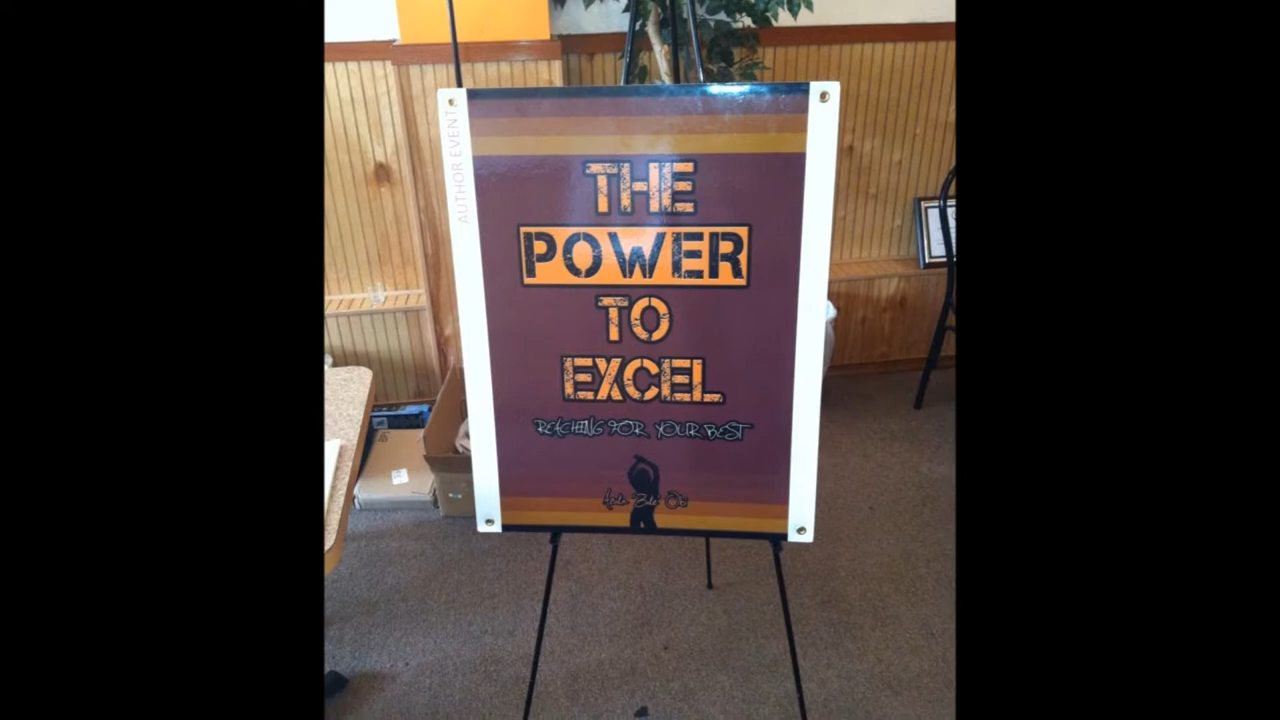 AUTHOR EVENT
THE
POWER
TO
EXCEL
REACHING FOR YOUR BEST